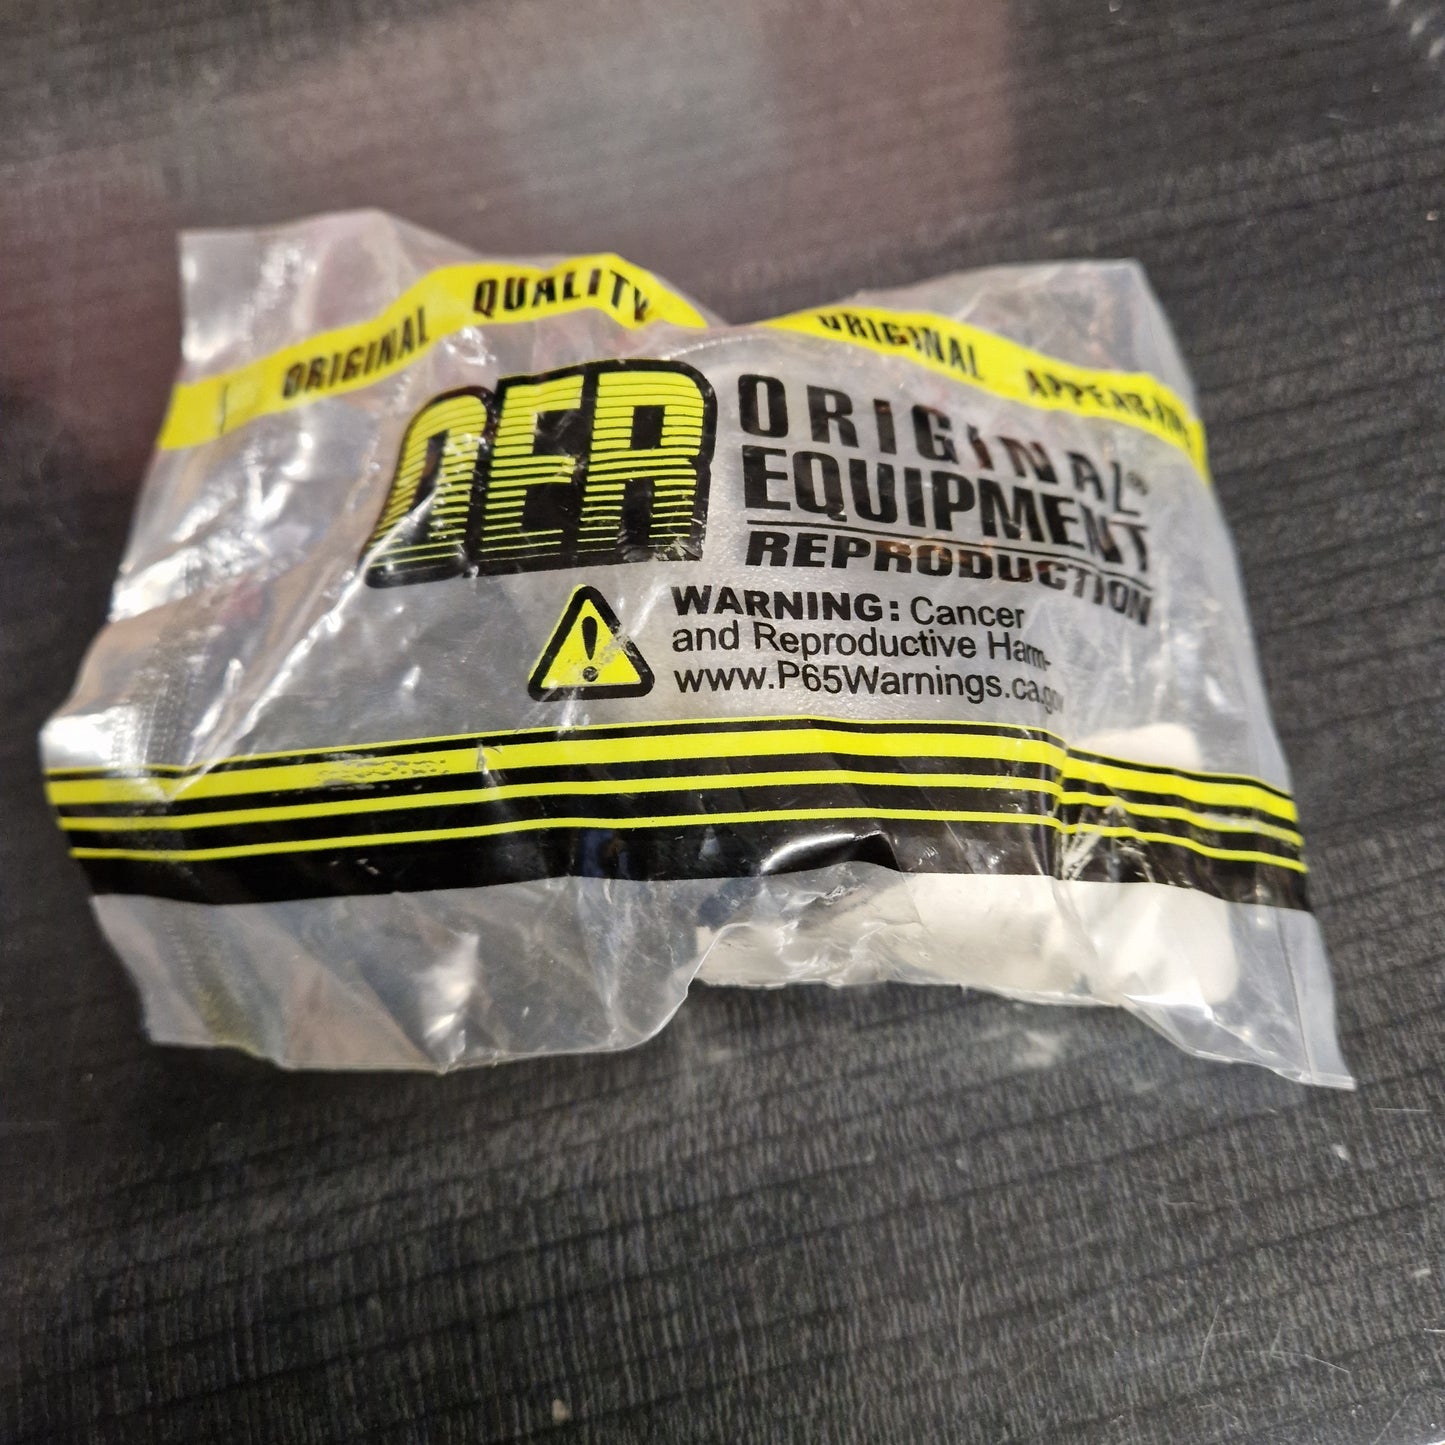 ORIGINAL QUALITY ORIGINAL
OER ORIGINAL®
EQUIPMENT
REPRODUCTION
WARNING: Cancer
and Reproductive Harm-
www.P65Warnings.ca.gov